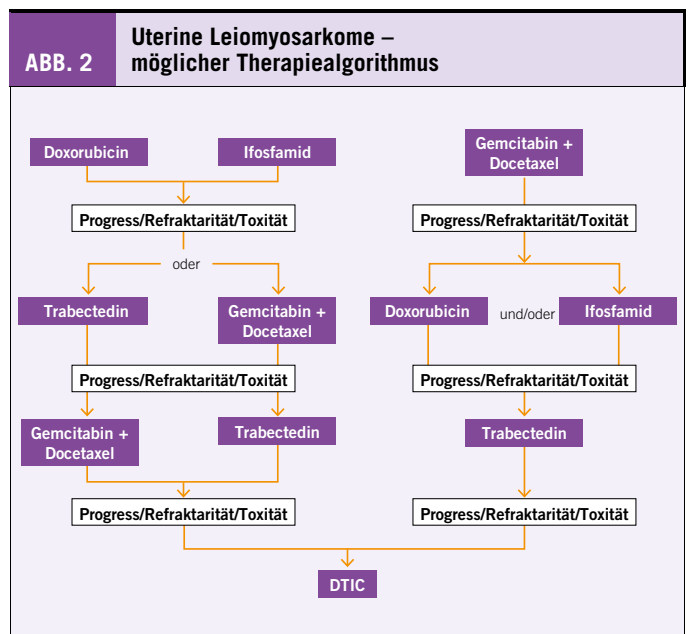 ABB. 2
Uterine Leiomyosarkome –
möglicher Therapiealgorithmus
Doxorubicin
Ifosfamid
Progress/Refraktarität/Toxität
oder
Trabectedin
Gemcitabin +
Docetaxel
Progress/Refraktarität/Toxität
Gemcitabin +
Docetaxel
Trabectedin
Progress/Refraktarität/Toxität
Gemcitabin +
Docetaxel
Progress/Refraktarität/Toxität
Doxorubicin
und/oder
Ifosfamid
Progress/Refraktarität/Toxität
Trabectedin
Progress/Refraktarität/Toxität
DTIC